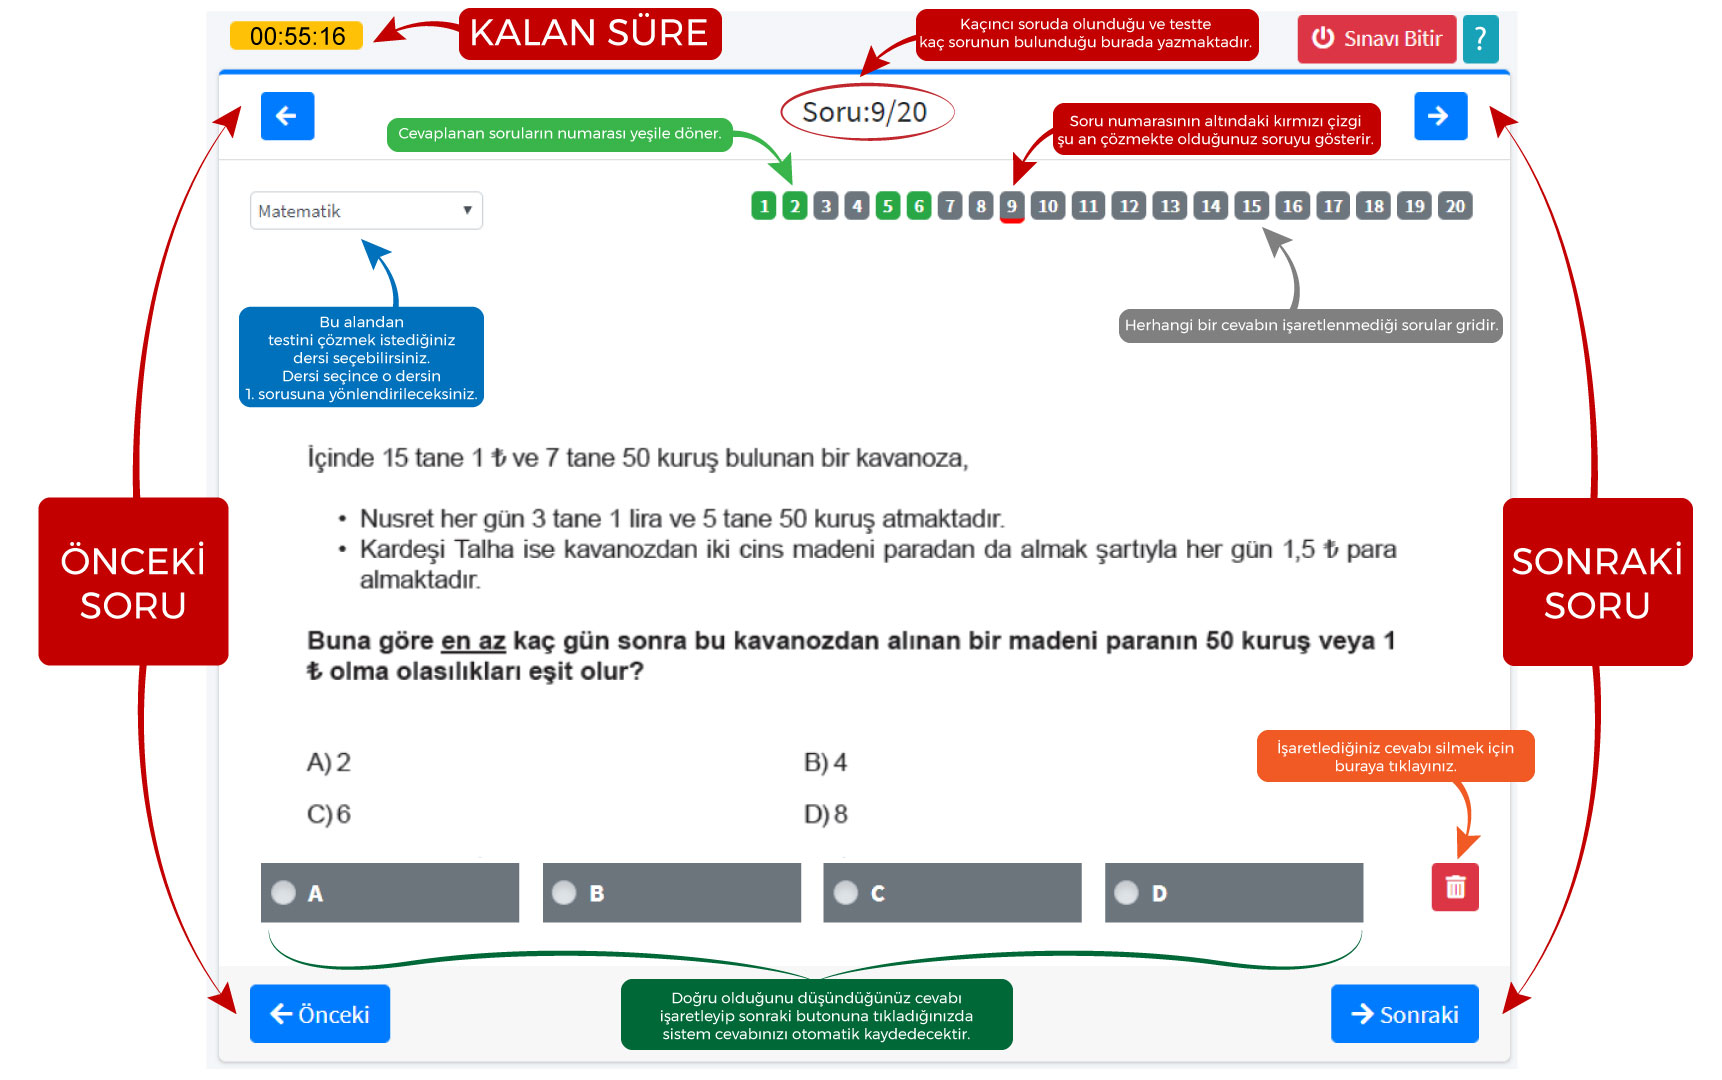 00:55:16
KALAN SÜRE
Kaçıncı soruda olunduğu ve testte
kaç sorunun bulunduğu burada yazmaktadır.
Sınavı Bitir
?
Soru:9/20
Cevaplanan soruların numarası yeşile döner.
Soru numarasının altındaki kırmızı çizgi
şu an çözmekte olduğunuz soruyu gösterir.
Matematik
1 2 3 4 5 6 7 8 9 10 11 12 13 14 15 16 17 18 19 20
Bu alandan
testini çözmek istediğiniz
dersi seçebilirsiniz.
Dersi seçince o dersin
1. sorusuna yönlendirileceksiniz.
Herhangi bir cevabın işaretlenmediği sorular gridir.
İçinde 15 tane 1 ₺ ve 7 tane 50 kuruş bulunan bir kavanoza,
• Nusret her gün 3 tane 1 lira ve 5 tane 50 kuruş atmaktadır.
• Kardeşi Talha ise kavanozdan iki cins madeni paradan da almak şartıyla her gün 1,5 ₺ para
almaktadır.
Buna göre en az kaç gün sonra bu kavanozdan alınan bir madeni paranın 50 kuruş veya 1
₺ olma olasılıkları eşit olur?
ÖNCEKİ
SORU
SONRAKİ
SORU
A) 2
B) 4
C) 6
D) 8
İşaretlediğiniz cevabı silmek için
buraya tıklayınız.
A
B
C
D
Önceki
Doğru olduğunu düşündüğünüz cevabı
işaretleyip sonraki butonuna tıkladığınızda
sistem cevabınızı otomatik kaydedecektir.
Sonraki